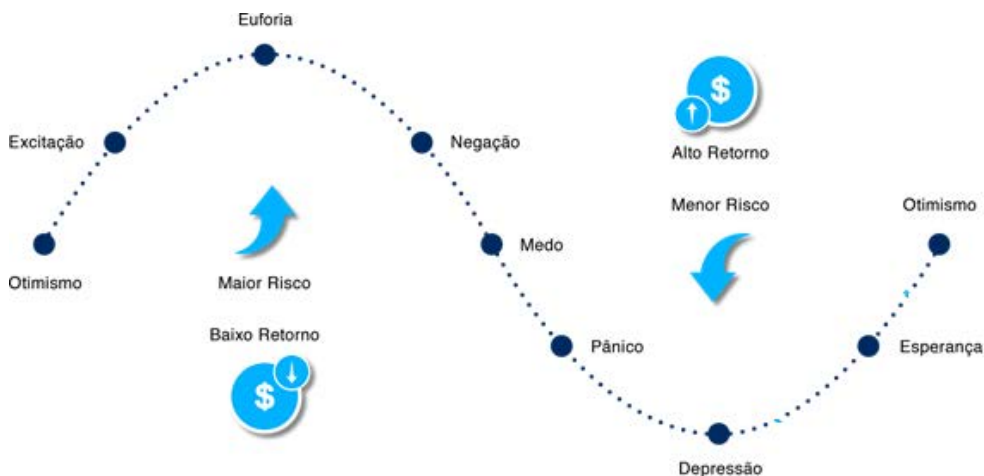 Euforia
Excitação
Negação
Alto Retorno
Menor Risco
Otimismo
Medo
Otimismo
Maior Risco
Baixo Retorno
Pânico
Esperança
Depressão
$
$